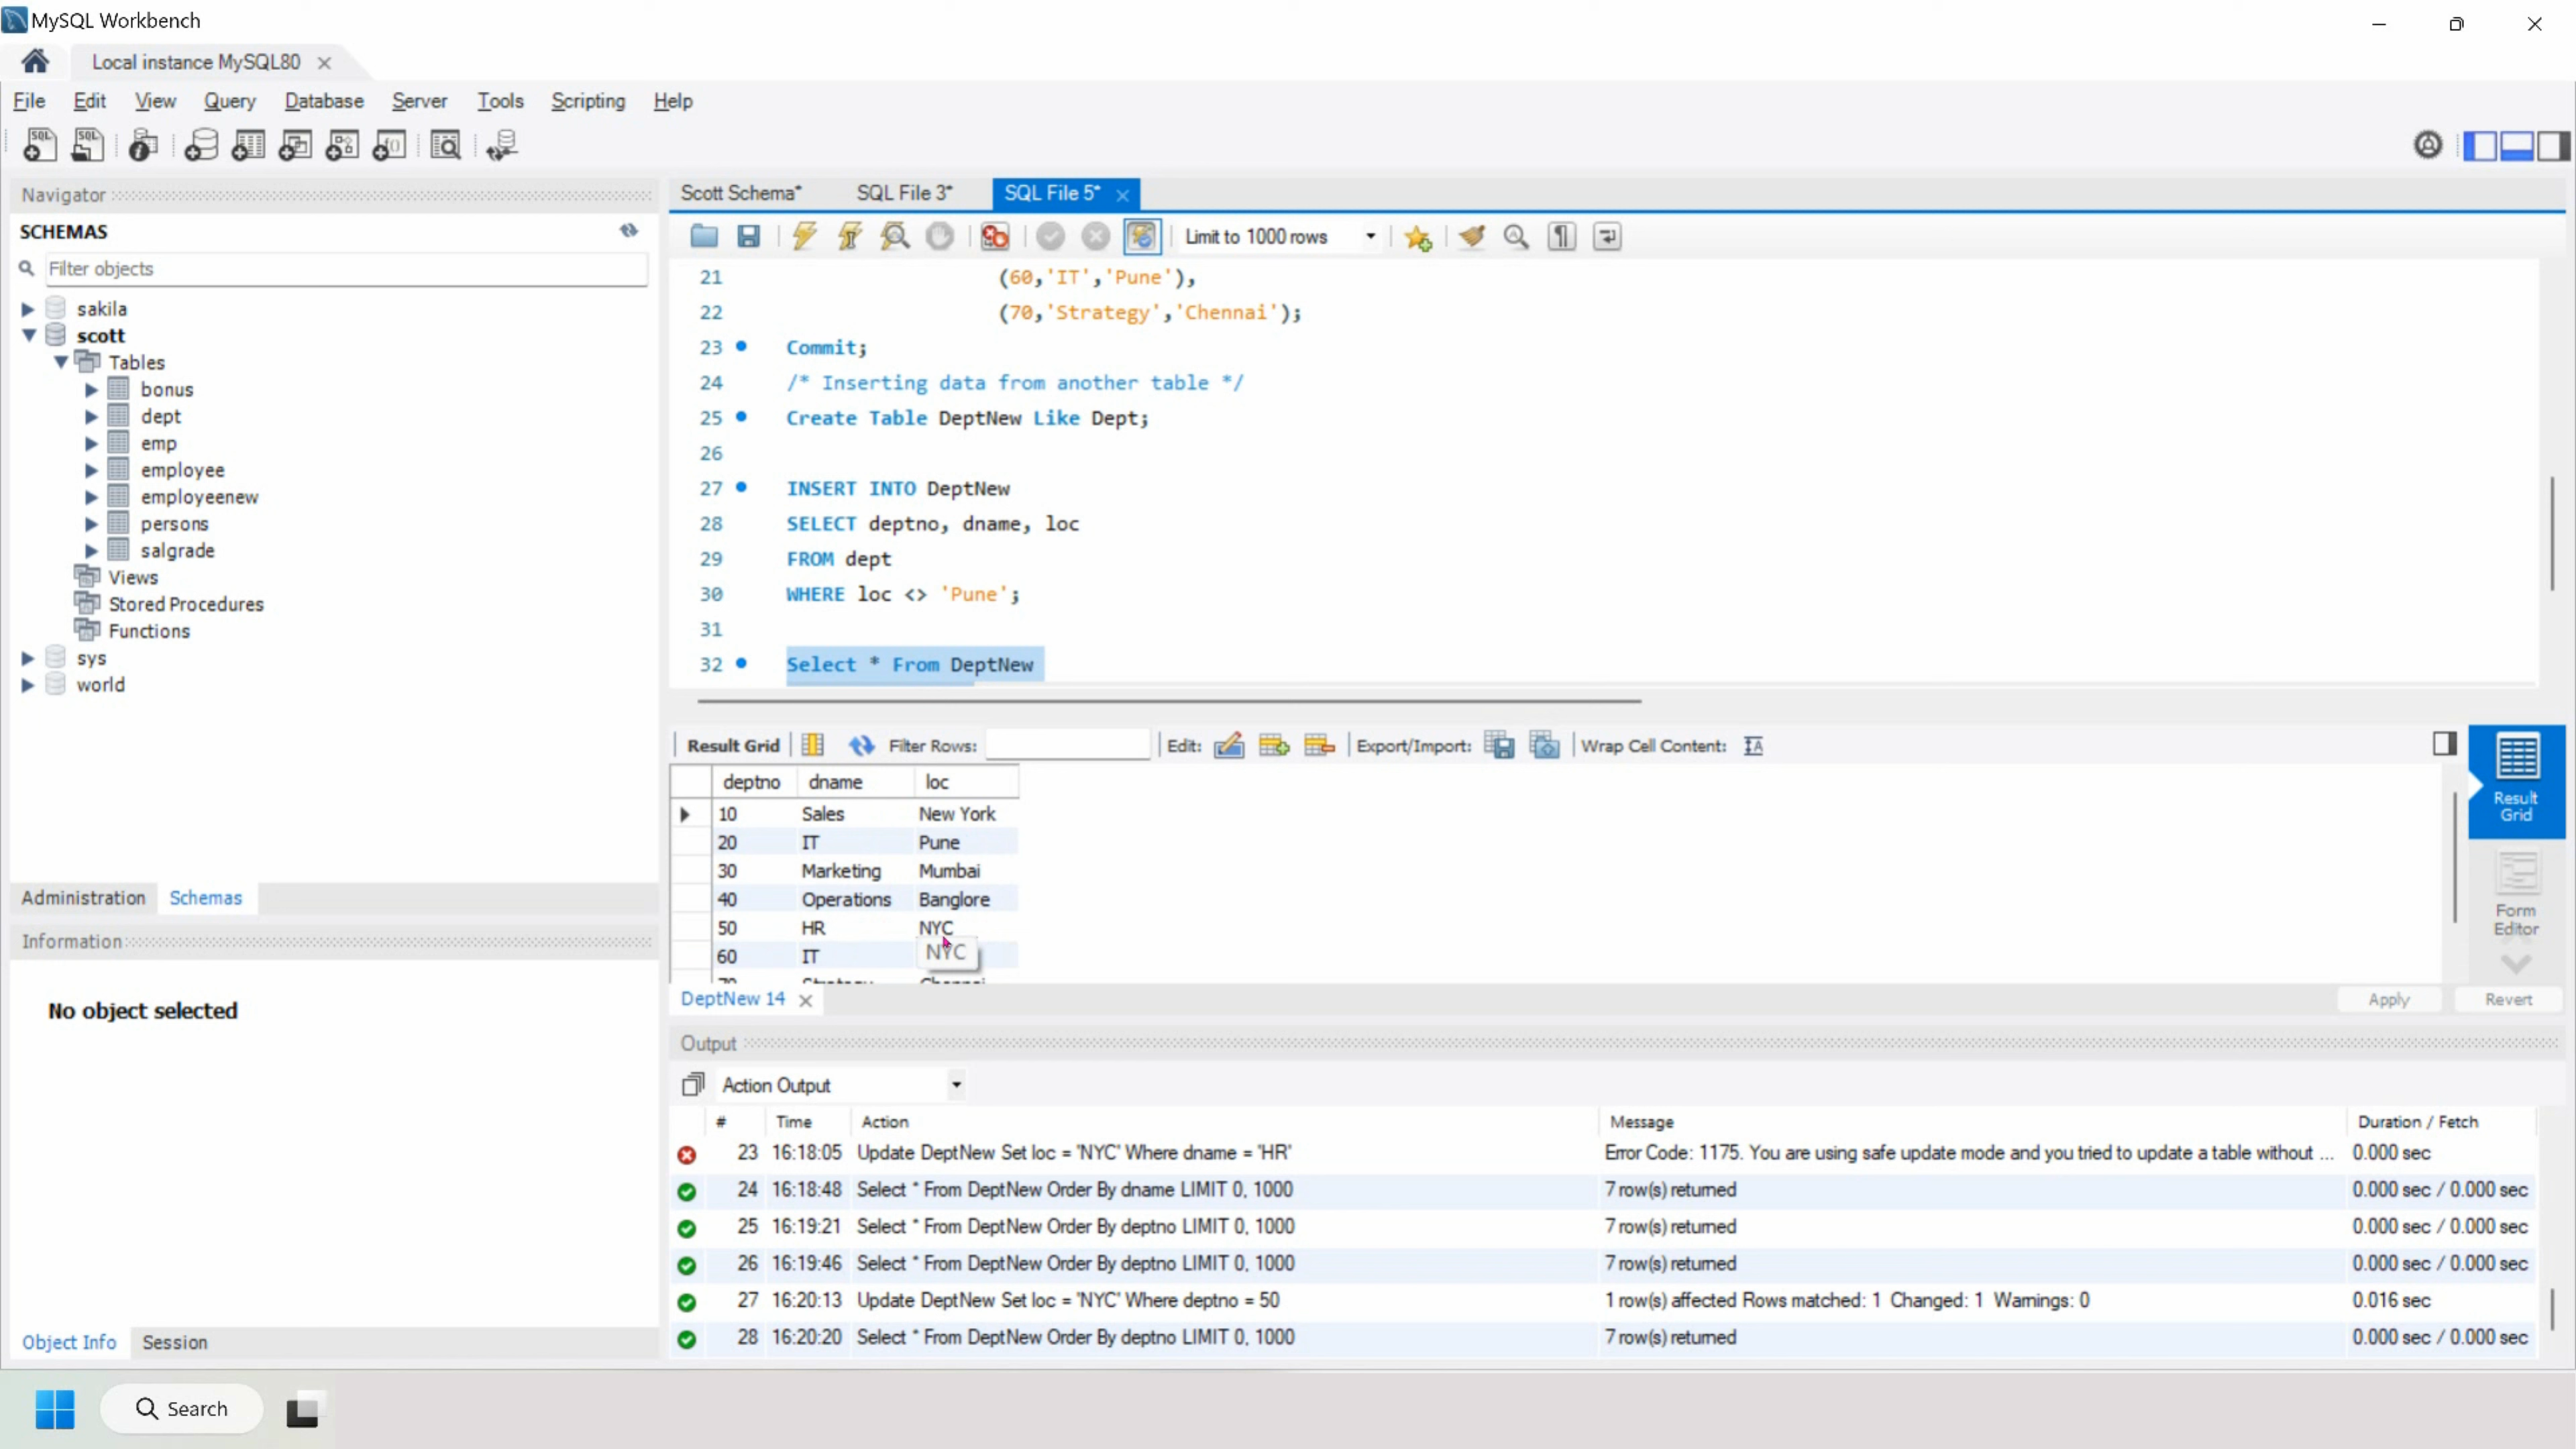 MySQL Workbench
Local instance MySQL80
File Edit View Query Database Server Tools Scripting Help
Navigator
SCHEMAS
Filter objects
sakila
scott
Tables
bonus
dept
emp
employee
employeenew
persons
salgrade
Views
Stored Procedures
Functions
sys
world
Administration Schemas
Information
No object selected
Object Info Session
Scott Schema* SQL File 3* SQL File 5*
Limit to 1000 rows
21 (60,'IT','Pune'),
22 (70,'Strategy','Chennai');
23 Commit;
24 /* Inserting data from another table */
25 Create Table DeptNew Like Dept;
26
27 INSERT INTO DeptNew
28 SELECT deptno, dname, loc
29 FROM dept
30 WHERE loc <> 'Pune';
31
32 Select * From DeptNew
Result Grid Filter Rows: Edit: Export/Import: Wrap Cell Content:
deptno dname loc
10 Sales New York
20 IT Pune
30 Marketing Mumbai
40 Operations Banglore
50 HR NYC
60 IT NYC
Result
Grid
Form
Editor
DeptNew 14 Apply Revert
Output
Action Output
# Time Action Message Duration / Fetch
23 16:18:05 Update DeptNew Set loc = 'NYC' Where dname = 'HR' Error Code: 1175. You are using safe update mode and you tried to update a table without ... 0.000 sec
24 16:18:48 Select * From DeptNew Order By dname LIMIT 0, 1000 7 row(s) returned 0.000 sec / 0.000 sec
25 16:19:21 Select * From DeptNew Order By deptno LIMIT 0, 1000 7 row(s) returned 0.000 sec / 0.000 sec
26 16:19:46 Select * From DeptNew Order By deptno LIMIT 0, 1000 7 row(s) returned 0.000 sec / 0.000 sec
27 16:20:13 Update DeptNew Set loc = 'NYC' Where deptno = 50 1 row(s) affected Rows matched: 1 Changed: 1 Warnings: 0 0.016 sec
28 16:20:20 Select * From DeptNew Order By deptno LIMIT 0, 1000 7 row(s) returned 0.000 sec / 0.000 sec
Search